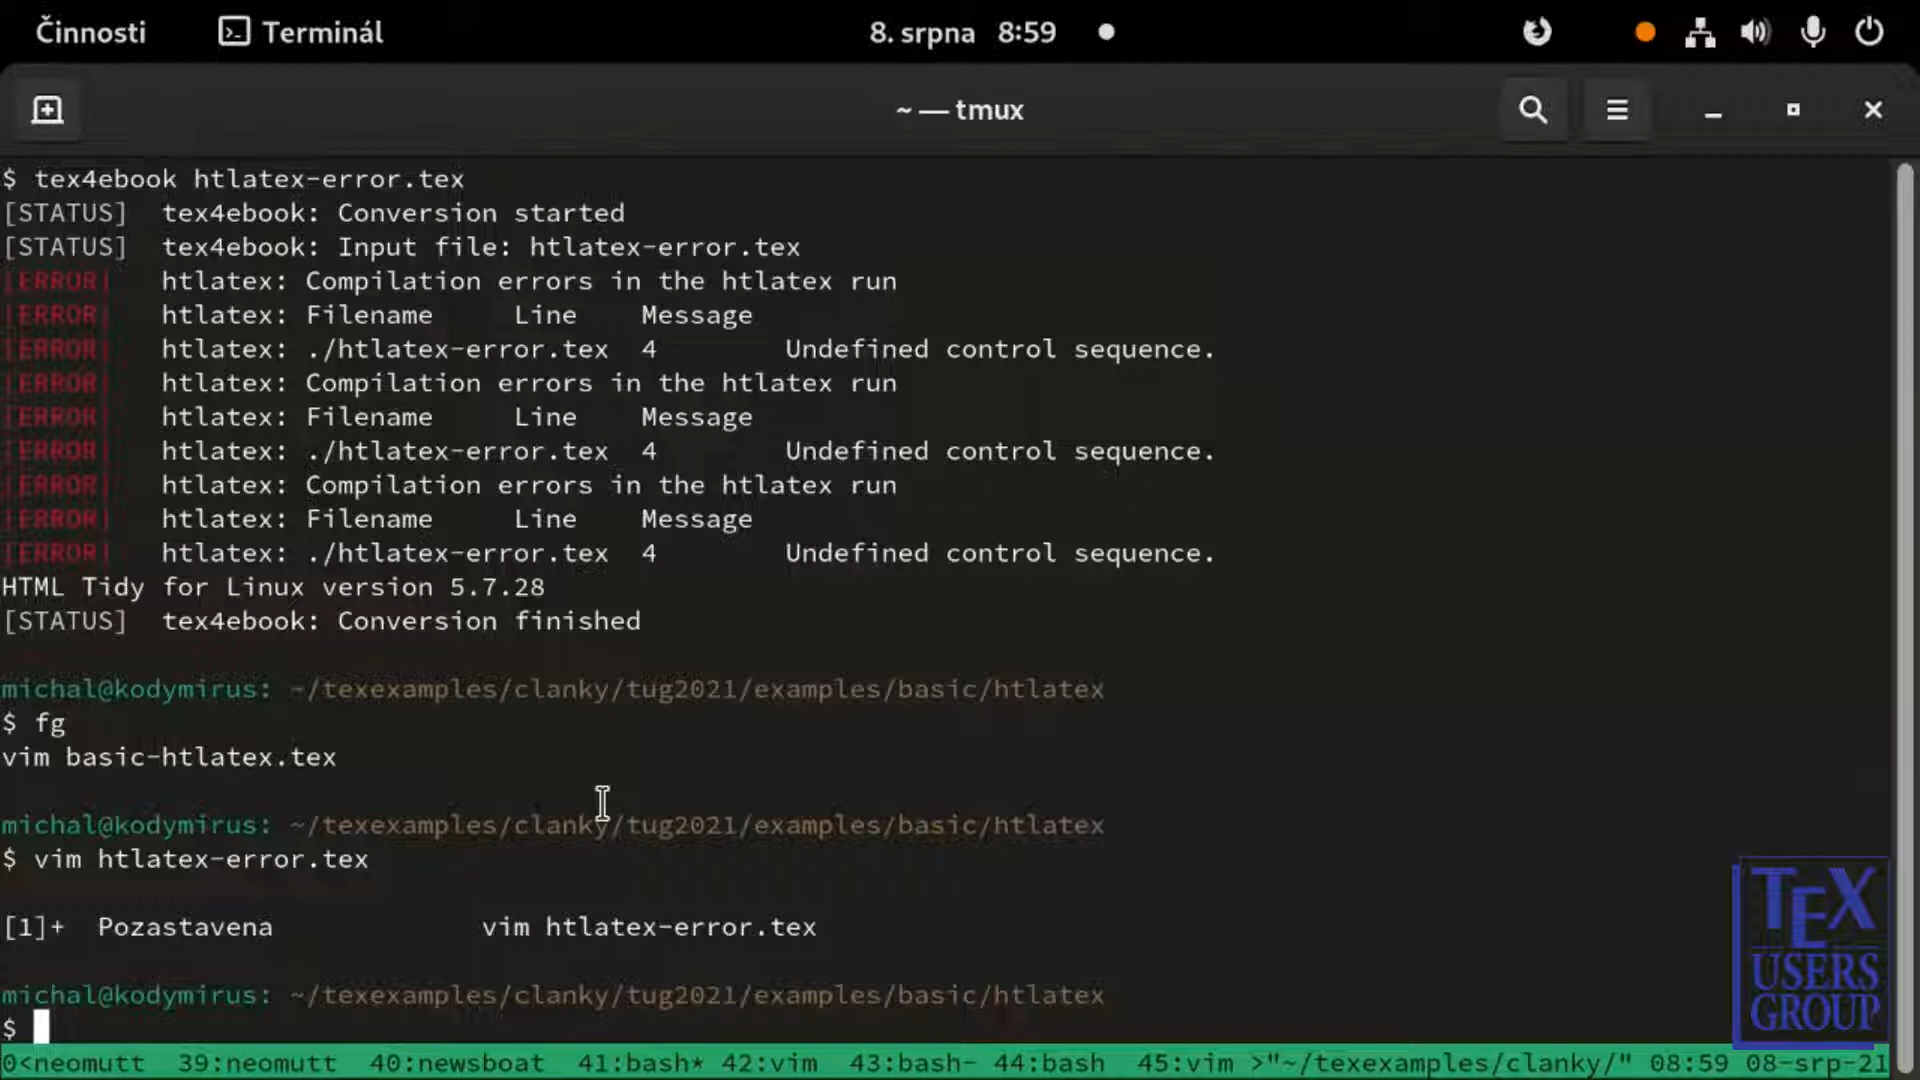 Činnosti Terminál 8. srpna 8:59
~ — tmux
$ tex4ebook htlatex-error.tex
[STATUS] tex4ebook: Conversion started
[STATUS] tex4ebook: Input file: htlatex-error.tex
[ERROR] htlatex: Compilation errors in the htlatex run
[ERROR] htlatex: Filename Line Message
[ERROR] htlatex: ./htlatex-error.tex 4 Undefined control sequence.
[ERROR] htlatex: Compilation errors in the htlatex run
[ERROR] htlatex: Filename Line Message
[ERROR] htlatex: ./htlatex-error.tex 4 Undefined control sequence.
[ERROR] htlatex: Compilation errors in the htlatex run
[ERROR] htlatex: Filename Line Message
[ERROR] htlatex: ./htlatex-error.tex 4 Undefined control sequence.
HTML Tidy for Linux version 5.7.28
[STATUS] tex4ebook: Conversion finished
michal@kodymirus: ~/texexamples/clanky/tug2021/examples/basic/htlatex
$ fg
vim basic-htlatex.tex
michal@kodymirus: ~/texexamples/clanky/tug2021/examples/basic/htlatex
$ vim htlatex-error.tex
[1]+ Pozastavena vim htlatex-error.tex
michal@kodymirus: ~/texexamples/clanky/tug2021/examples/basic/htlatex
$
TEX
USERS
GROUP
0<neomutt 39:neomutt 40:newsboat 41:bash* 42:vim 43:bash- 44:bash 45:vim >"~/texexamples/clanky/" 08:59 08-srp-21